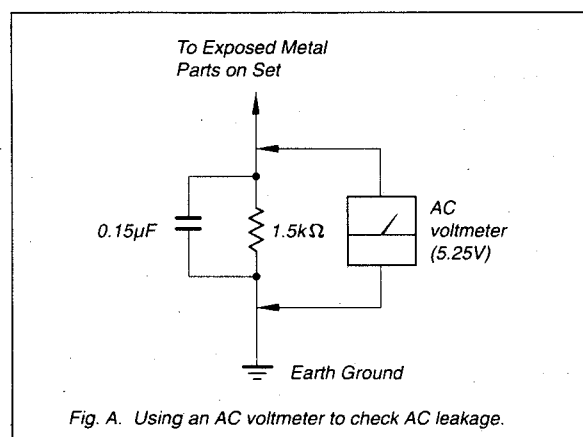 To Exposed Metal
Parts on Set
0.15µF
1.5kΩ
AC
voltmeter
(5.25V)
Earth Ground
Fig. A. Using an AC voltmeter to check AC leakage.